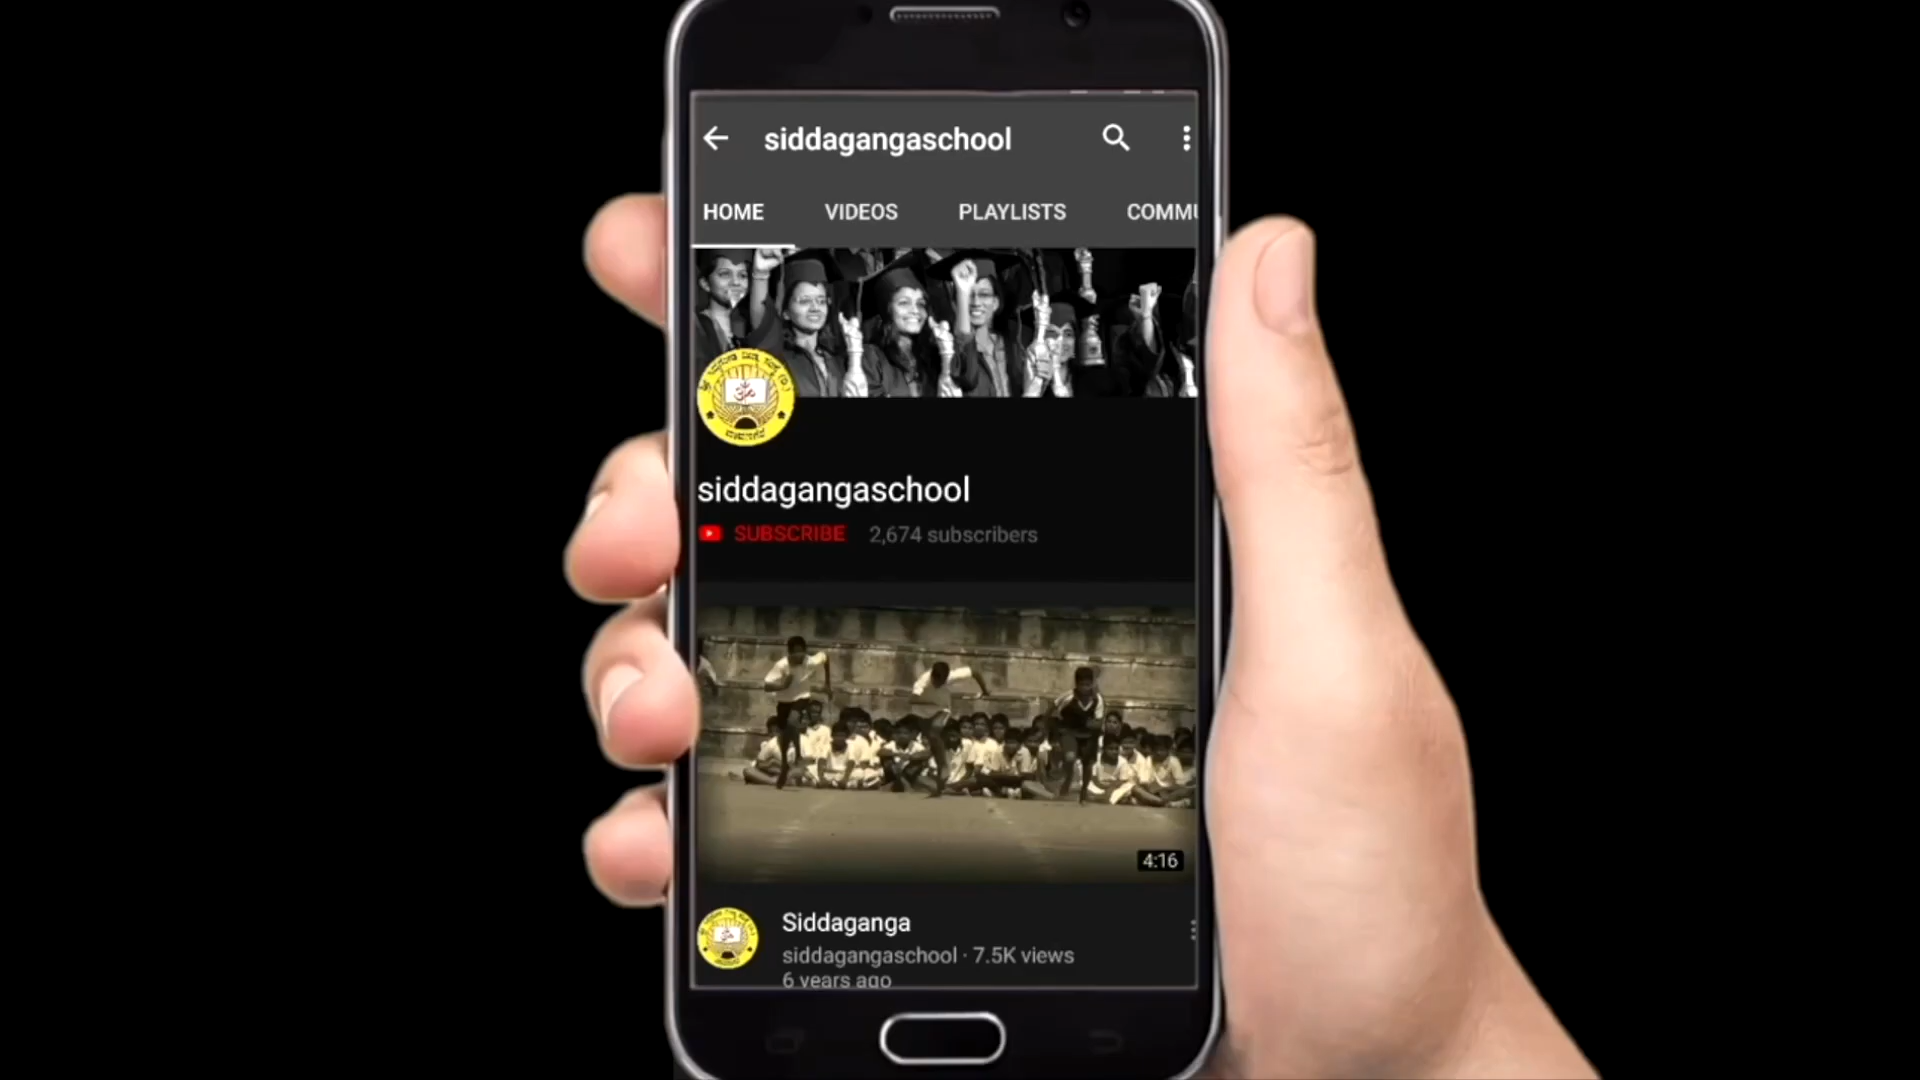 siddagangaschool
HOME VIDEOS PLAYLISTS COMMU
siddagangaschool
SUBSCRIBE 2,674 subscribers
4:16
Siddaganga
siddagangaschool · 7.5K views
6 years ago